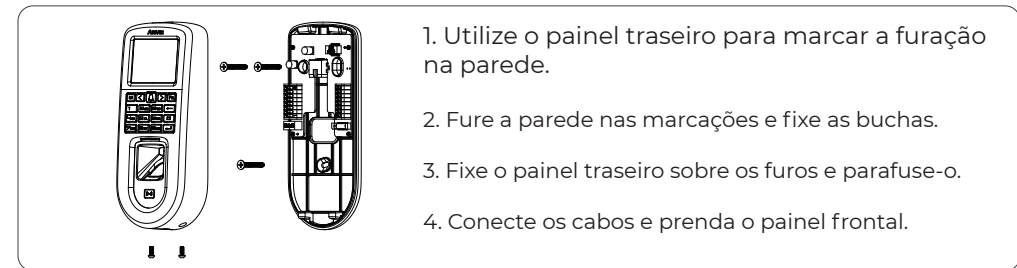 Anviz
1. Utilize o painel traseiro para marcar a furação
na parede.
2. Fure a parede nas marcações e fixe as buchas.
3. Fixe o painel traseiro sobre os furos e parafuse-o.
4. Conecte os cabos e prenda o painel frontal.